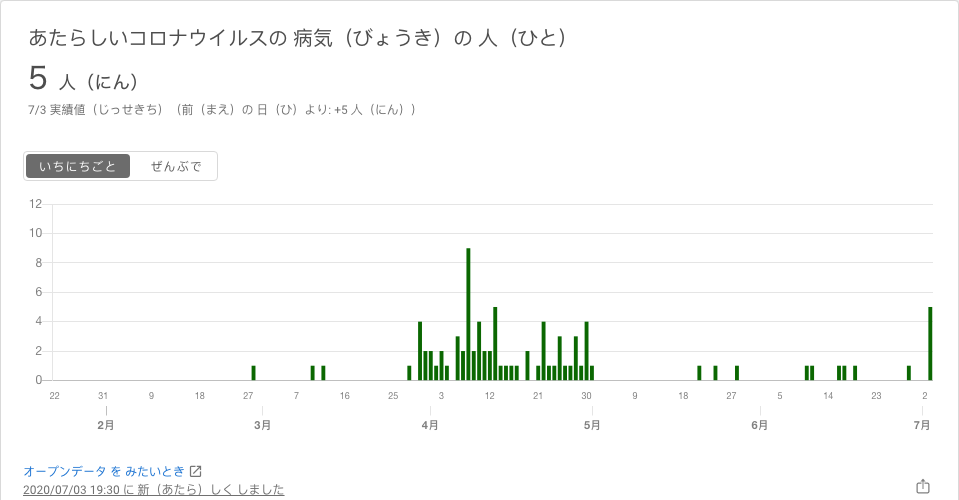 あたらしいコロナウイルスの 病気（びょうき）の 人（ひと）
5 人（にん）
7/3 実績値（じっせきち）（前（まえ）の 日（ひ）より: +5 人（にん））
いちにちごと ぜんぶで
12
10
8
6
4
2
0
22 31 9 18 27 7 16 25 3 12 21 30 9 18 27 5 14 23 2
2月 3月 4月 5月 6月 7月
オープンデータ を みたいとき
2020/07/03 19:30 に 新（あたら）しく しました